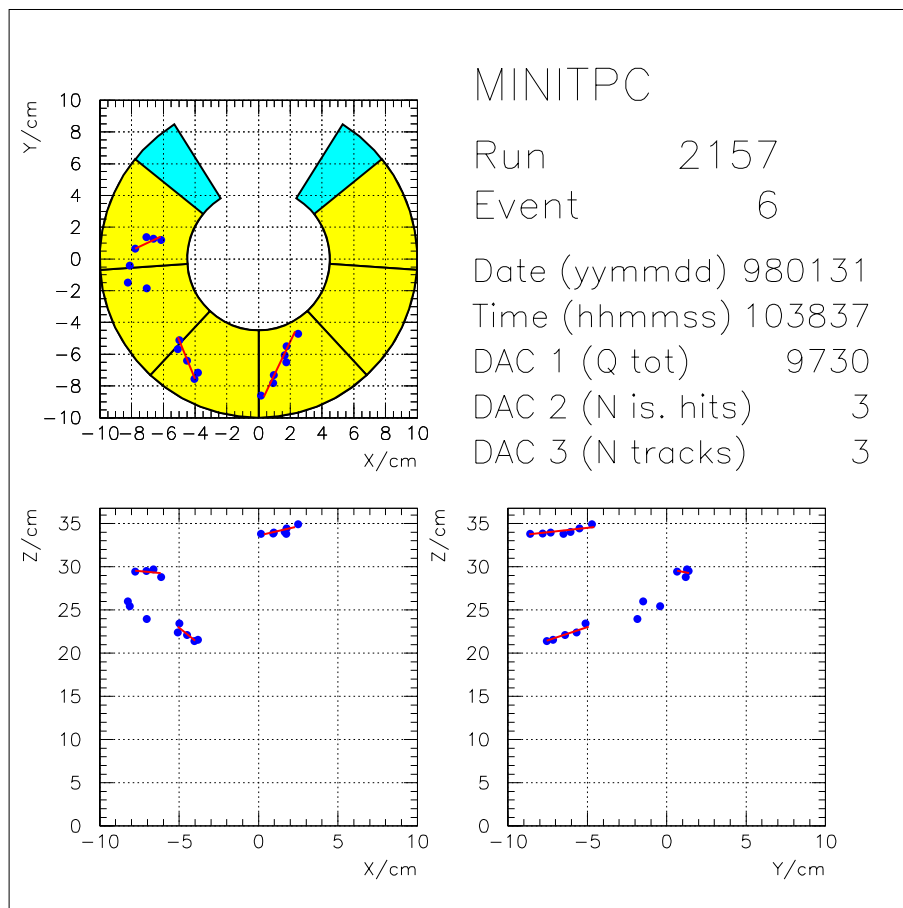 MINITPC
Run 2157
Event 6
Date (yymmdd) 980131
Time (hhmmss) 103837
DAC 1 (Q tot) 9730
DAC 2 (N is. hits) 3
DAC 3 (N tracks) 3
Y/cm
10
8
6
4
2
0
-2
-4
-6
-8
-10
-10 -8 -6 -4 -2 0 2 4 6 8 10
X/cm
Z/cm
35
30
25
20
15
10
5
0
-10 -5 0 5 10
X/cm
Z/cm
35
30
25
20
15
10
5
0
-10 -5 0 5 10
Y/cm